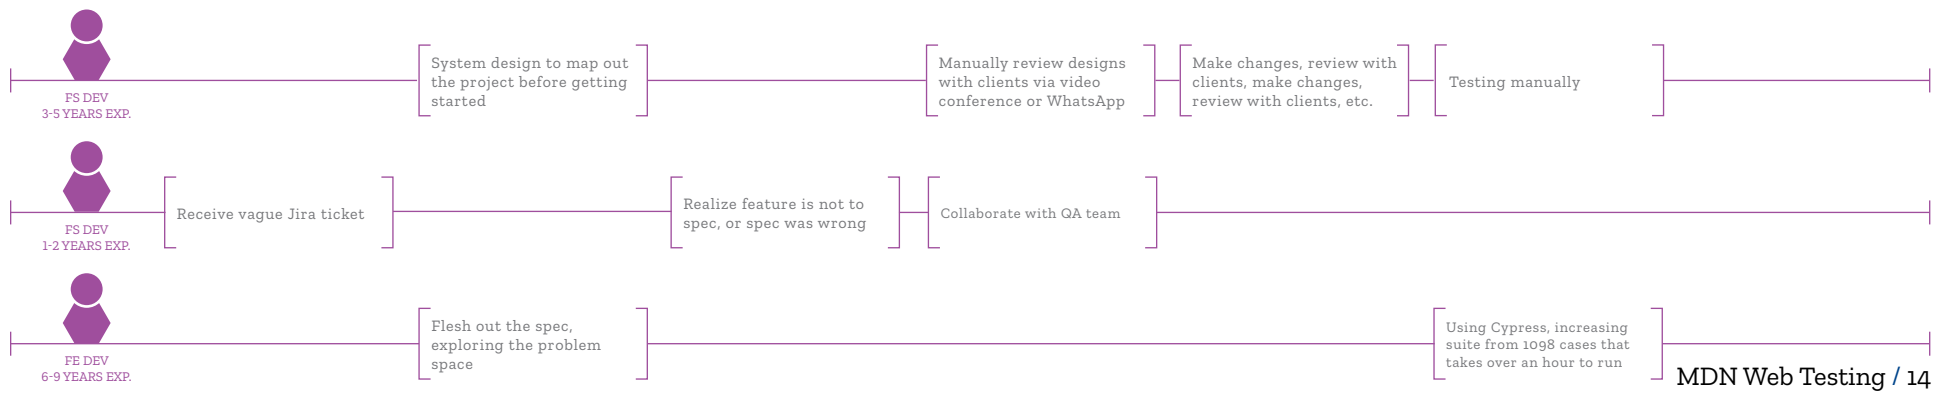 FS DEV
3-5 YEARS EXP.
System design to map out
the project before getting
started
Manually review designs
with clients via video
conference or WhatsApp
Make changes, review with
clients, make changes,
review with clients, etc.
Testing manually
FS DEV
1-2 YEARS EXP.
Receive vague Jira ticket
Realize feature is not to
spec, or spec was wrong
Collaborate with QA team
FE DEV
6-9 YEARS EXP.
Flesh out the spec,
exploring the problem
space
Using Cypress, increasing
suite from 1098 cases that
takes over an hour to run
MDN Web Testing / 14